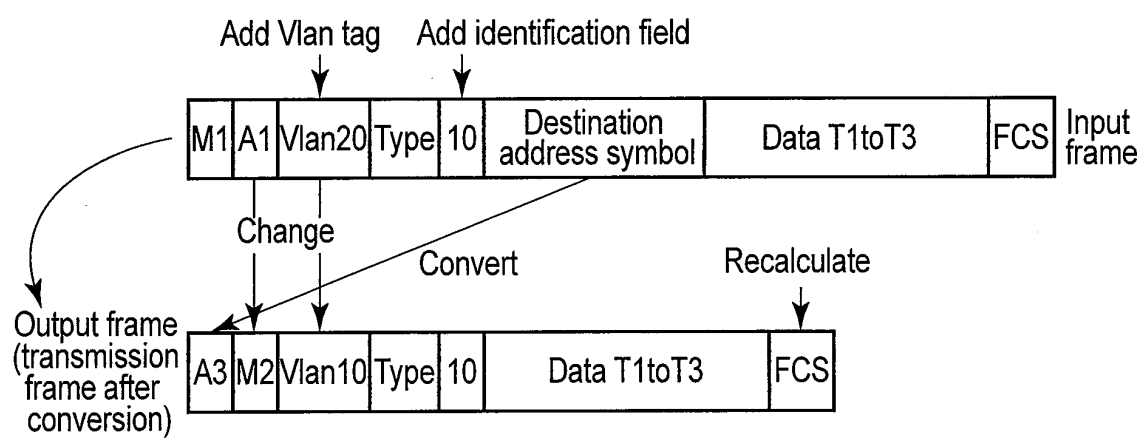 Add Vlan tag
Add identification field
M1 A1 Vlan20 Type 10 Destination address symbol Data T1toT3 FCS
Input
frame
Change
Convert
Recalculate
Output frame
(transmission
frame after
conversion)
A3 M2 Vlan10 Type 10 Data T1toT3 FCS